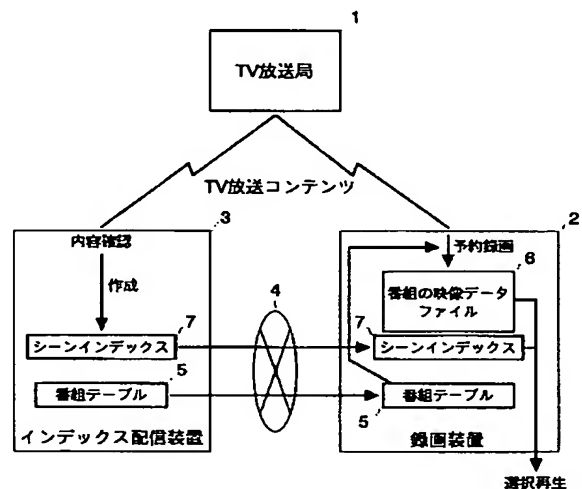 1
TV放送局
TV放送コンテンツ
3
内容確認
作成
7
シーンインデックス
5
番組テーブル
インデックス配信装置
4
2
予約録画
6
番組の映像データ
ファイル
7
シーンインデックス
番組テーブル
5
録画装置
選択再生